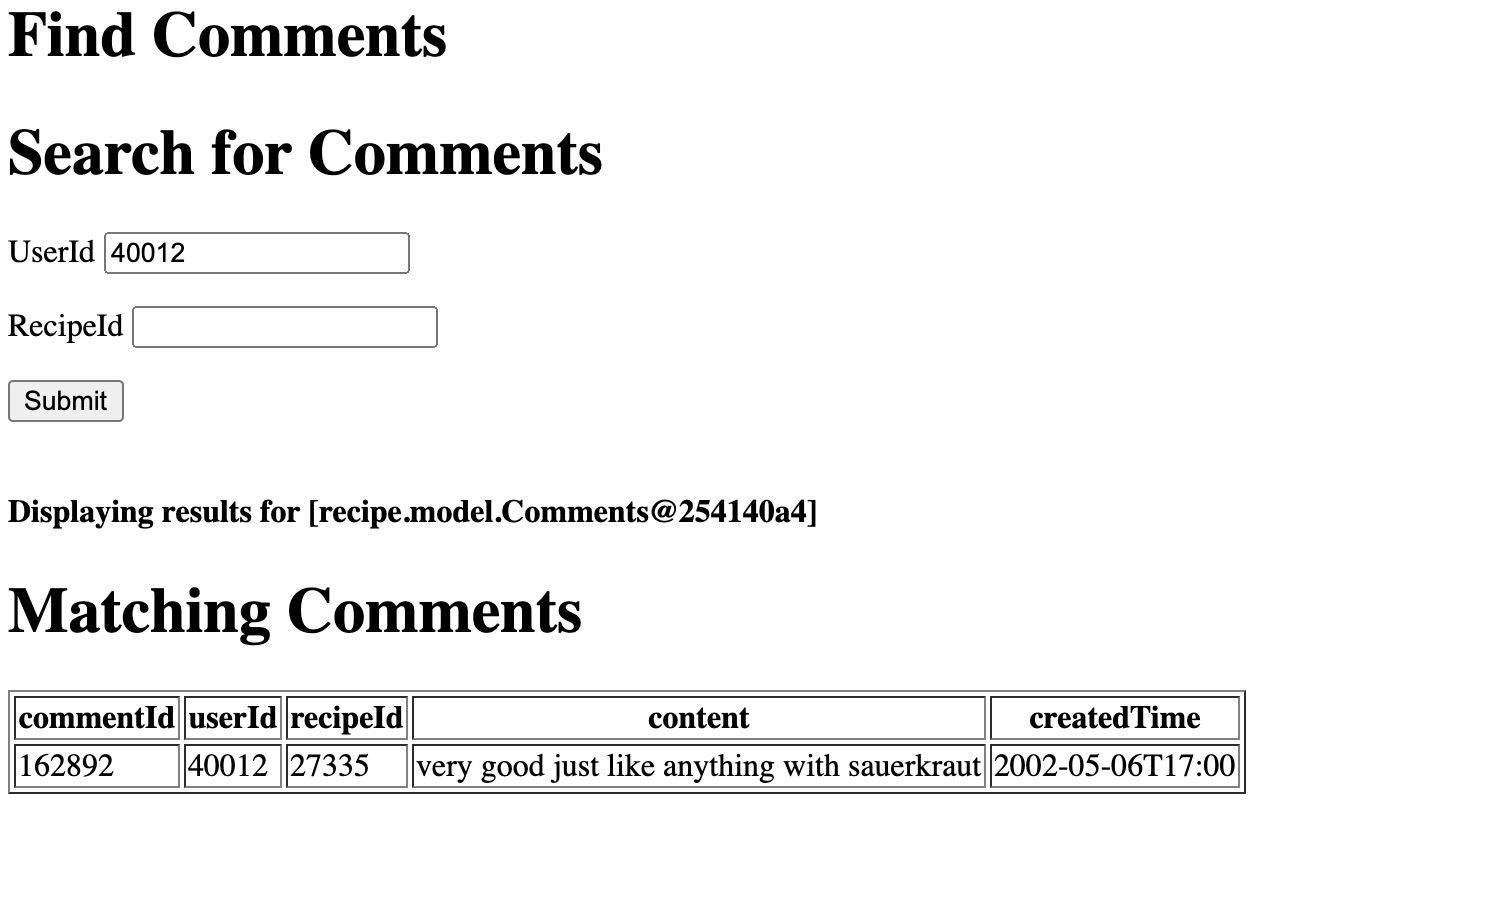 Find Comments
Search for Comments
UserId 40012
RecipeId
Submit
Displaying results for [recipe.model.Comments@254140a4]
Matching Comments
commentId userId recipeId content createdTime
162892 40012 27335 very good just like anything with sauerkraut 2002-05-06T17:00